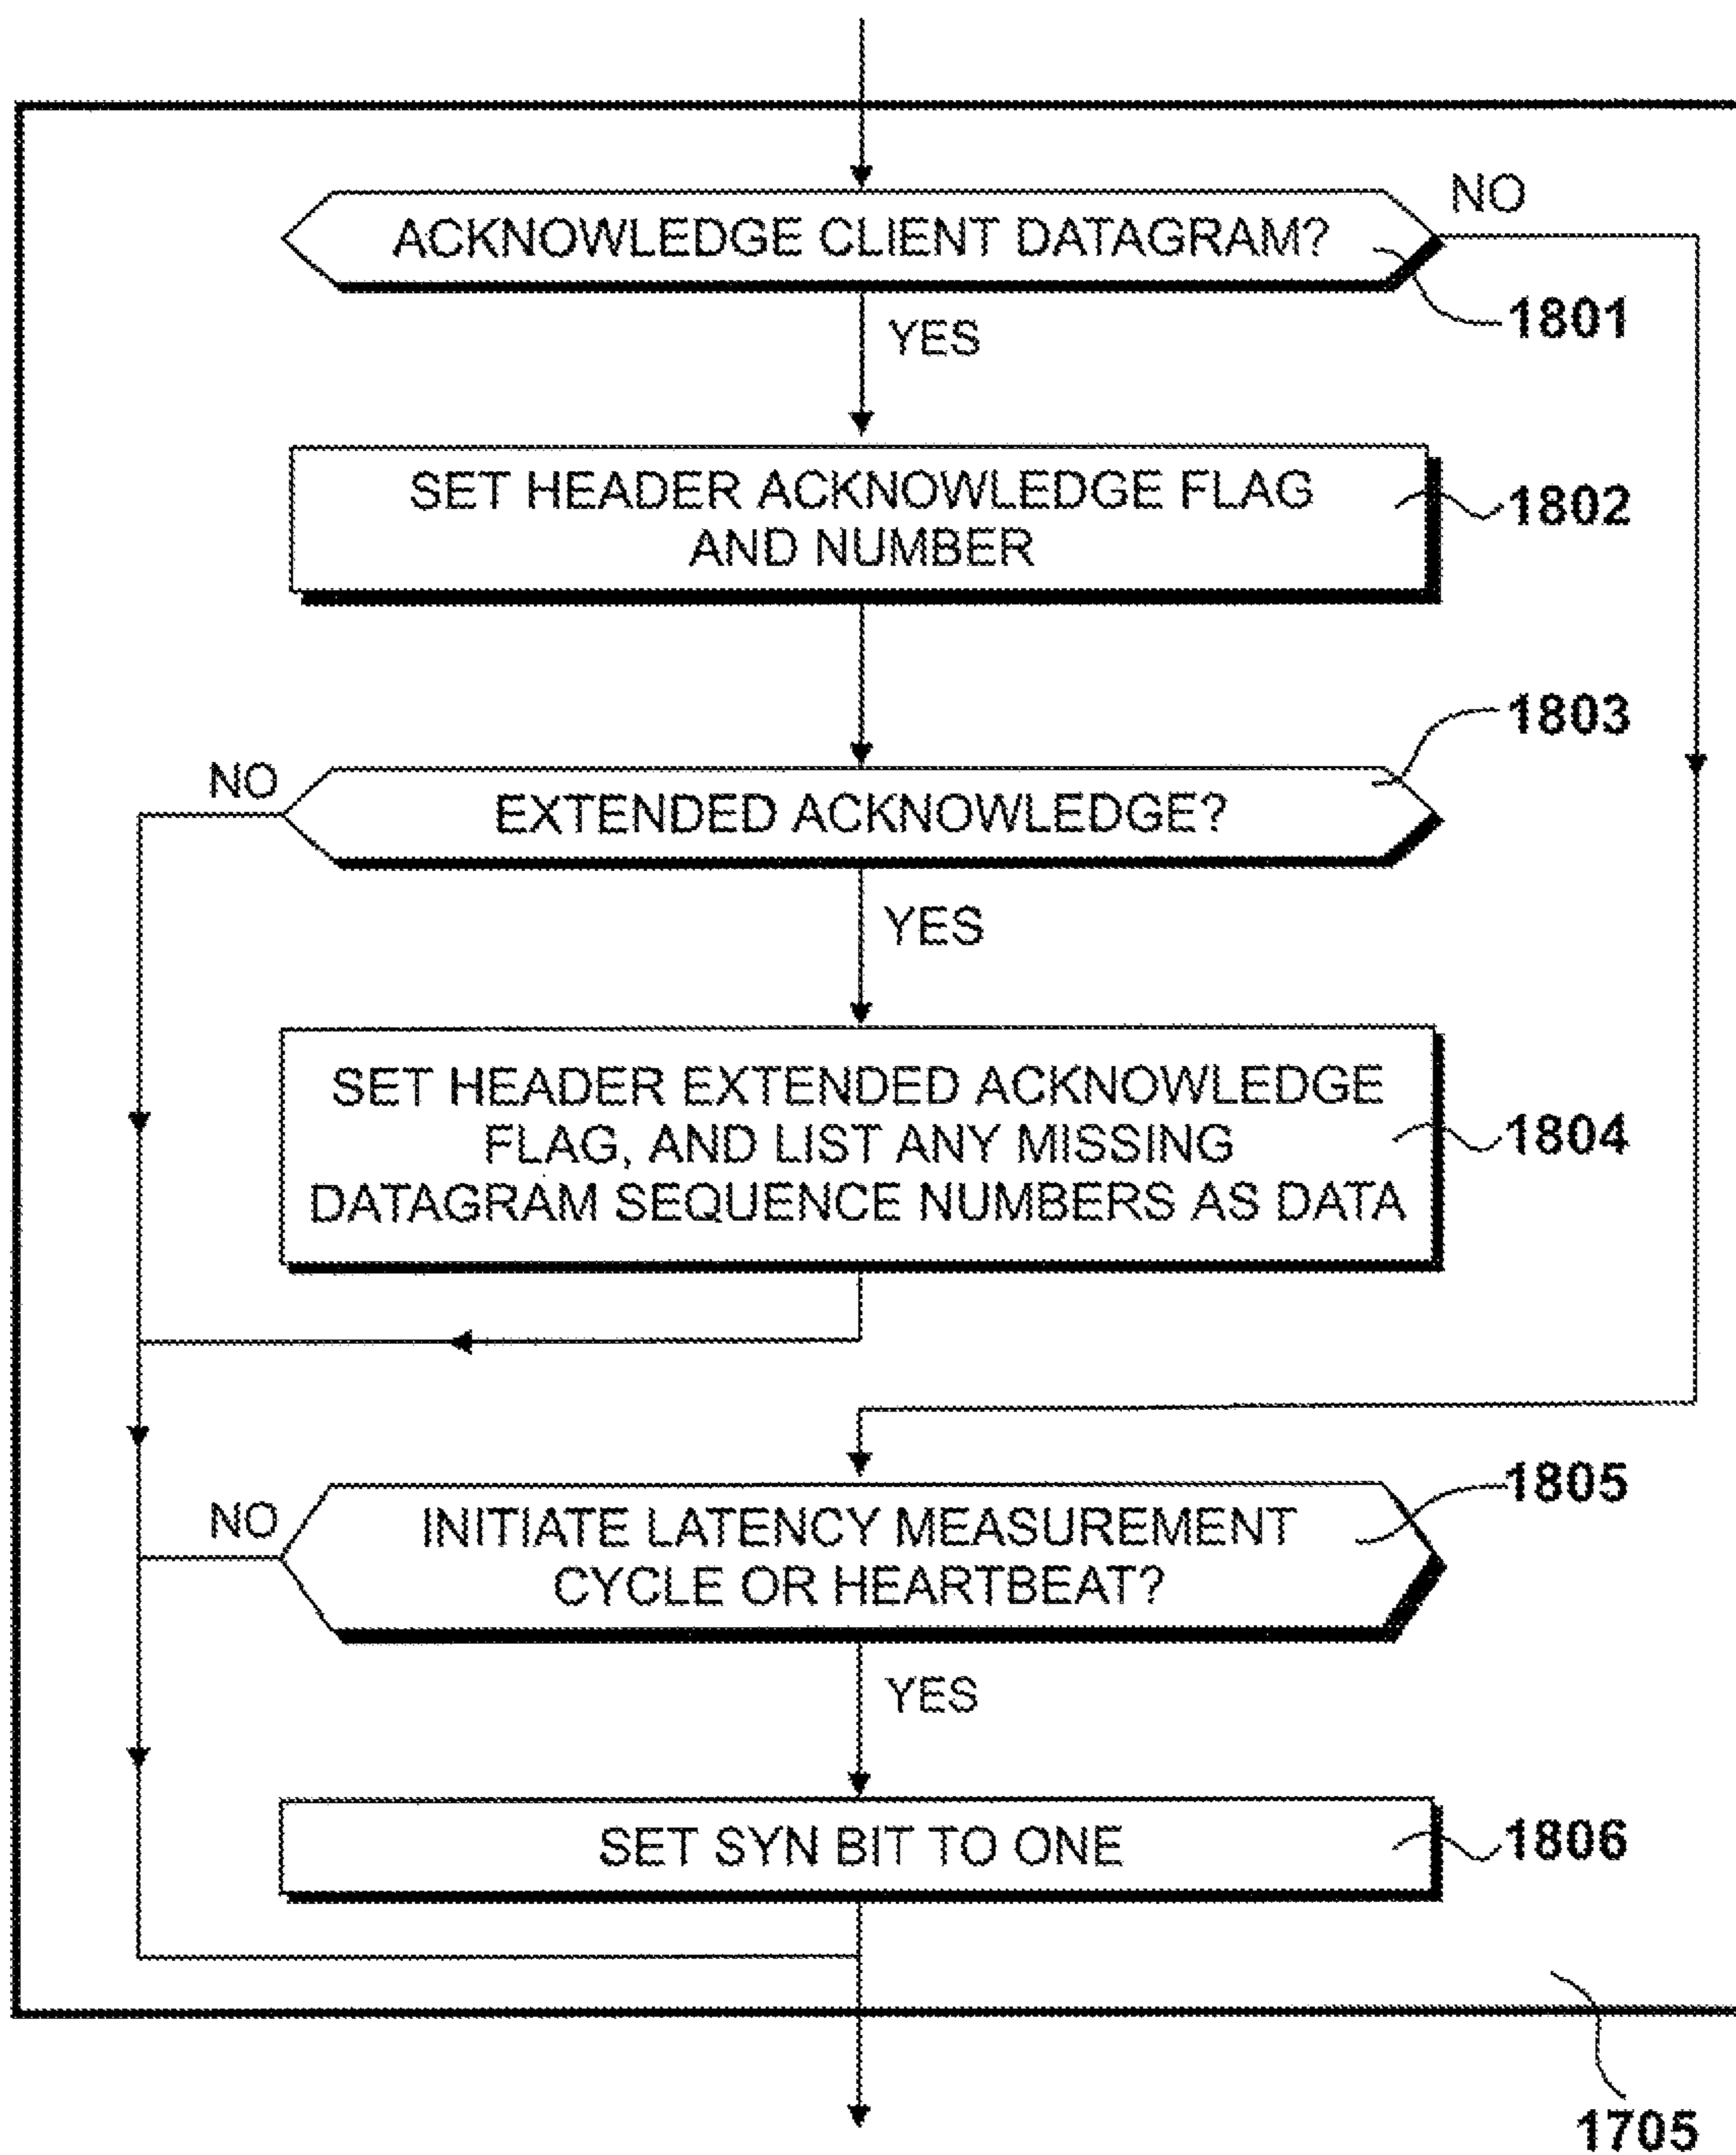 NO
ACKNOWLEDGE CLIENT DATAGRAM?
1801
YES
SET HEADER ACKNOWLEDGE FLAG
AND NUMBER
1802
1803
NO
EXTENDED ACKNOWLEDGE?
YES
SET HEADER EXTENDED ACKNOWLEDGE
FLAG, AND LIST ANY MISSING
DATAGRAM SEQUENCE NUMBERS AS DATA
1804
1805
NO
INITIATE LATENCY MEASUREMENT
CYCLE OR HEARTBEAT?
YES
SET SYN BIT TO ONE
1806
1705